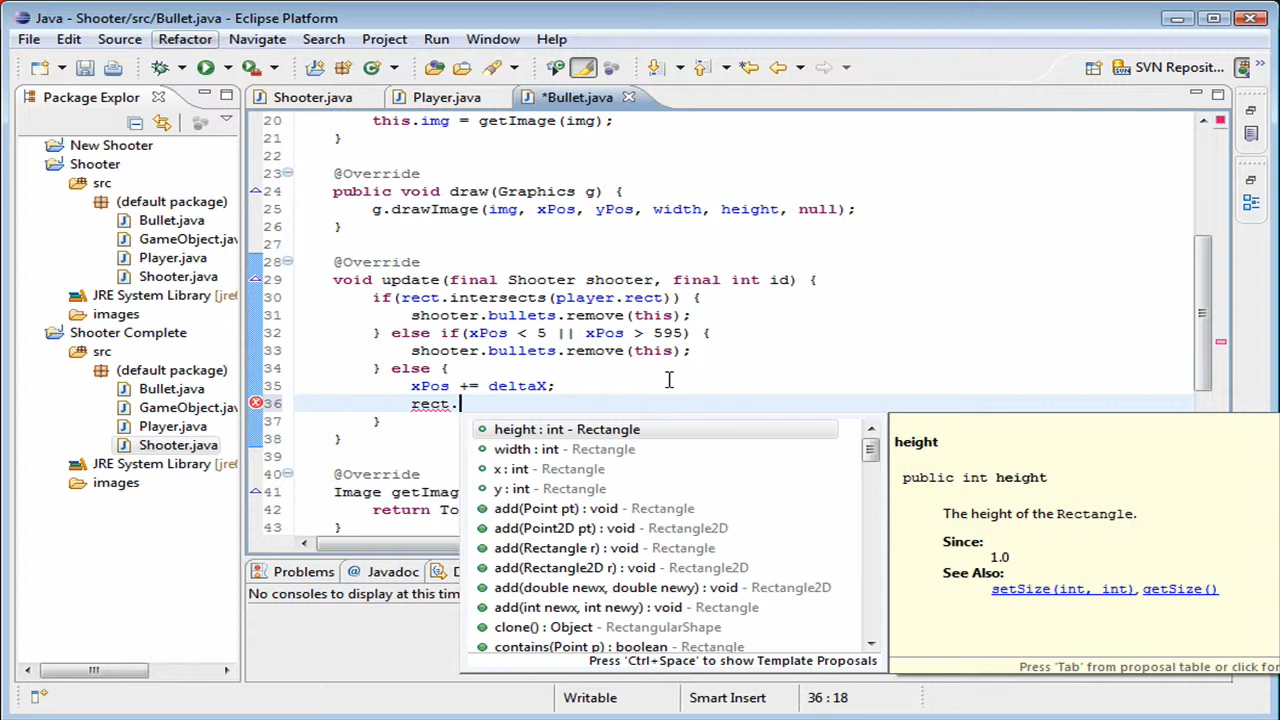 Java - Shooter/src/Bullet.java - Eclipse Platform
File Edit Source Refactor Navigate Search Project Run Window Help
SVN Reposit...
Package Explor
Shooter.java Player.java *Bullet.java
New Shooter
Shooter
src
(default package)
Bullet.java
GameObject.jav
Player.java
Shooter.java
JRE System Library [jre6
images
Shooter Complete
src
(default package)
Bullet.java
GameObject.jav
Player.java
Shooter.java
JRE System Library [jre6
images
20 this.img = getImage(img);
21 }
22
23 @Override
24 public void draw(Graphics g) {
25 g.drawImage(img, xPos, yPos, width, height, null);
26 }
27
28 @Override
29 void update(final Shooter shooter, final int id) {
30 if(rect.intersects(player.rect)) {
31 shooter.bullets.remove(this);
32 } else if(xPos < 5 || xPos > 595) {
33 shooter.bullets.remove(this);
34 } else {
35 xPos += deltaX;
36 rect.
37 }
38 }
39
40 @Override
41 Image getImag
42 return To
43 }
height : int - Rectangle
width : int - Rectangle
x : int - Rectangle
y : int - Rectangle
add(Point pt) : void - Rectangle
add(Point2D pt) : void - Rectangle2D
add(Rectangle r) : void - Rectangle
add(Rectangle2D r) : void - Rectangle2D
add(double newx, double newy) : void - Rectangle2D
add(int newx, int newy) : void - Rectangle
clone() : Object - RectangularShape
contains(Point p) : boolean - Rectangle
Press 'Ctrl+Space' to show Template Proposals
height
public int height
The height of the Rectangle.
Since:
1.0
See Also:
setSize(int, int), getSize()
Press 'Tab' from proposal table or click for
Problems @ Javadoc D
No consoles to display at this time
Writable Smart Insert 36 : 18